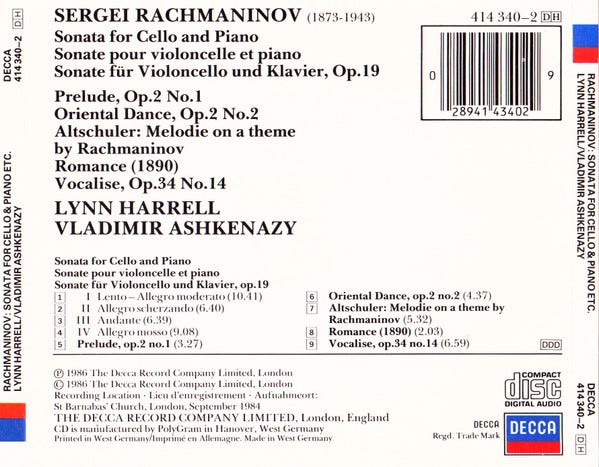 DECCA
414 340-2 DH
RACHMANINOV: SONATA FOR CELLO & PIANO ETC.
LYNN HARRELL/VLADIMIR ASHKENAZY
SERGEI RACHMANINOV (1873-1943)
414 340-2 DH
Sonata for Cello and Piano
Sonate pour violoncelle et piano
Sonate für Violoncello und Klavier, Op.19
Prelude, Op.2 No.1
Oriental Dance, Op.2 No.2
Altschuler: Melodie on a theme
by Rachmaninov
Romance (1890)
Vocalise, Op.34 No.14
LYNN HARRELL
VLADIMIR ASHKENAZY
0 28941 43402 9
Sonata for Cello and Piano
Sonate pour violoncelle et piano
Sonate für Violoncello und Klavier, op.19
1 I Lento – Allegro moderato (10.41)
2 II Allegro scherzando (6.40)
3 III Andante (6.39)
4 IV Allegro mosso (9.08)
5 Prelude, op.2 no.1 (3.27)
6 Oriental Dance, op.2 no.2 (4.37)
7 Altschuler: Melodie on a theme by
Rachmaninov (5.32)
8 Romance (1890) (2.03)
9 Vocalise, op.34 no.14 (6.59)
DDD
Ⓟ 1986 The Decca Record Company Limited, London
© 1986 The Decca Record Company Limited, London
Recording Location · Lieu d'enregistrement · Aufnahmeort:
St Barnabas' Church, London, September 1984
THE DECCA RECORD COMPANY LIMITED, London, England
CD is manufactured by PolyGram in Hanover, West Germany
Printed in West Germany/Imprimé en Allemagne. Made in West Germany
COMPACT
disc
DIGITAL AUDIO
DECCA
Regd. Trade Mark
DECCA
RACHMANINOV: SONATA FOR CELLO & PIANO ETC.
LYNN HARRELL/VLADIMIR ASHKENAZY
DECCA
414 340-2 DH